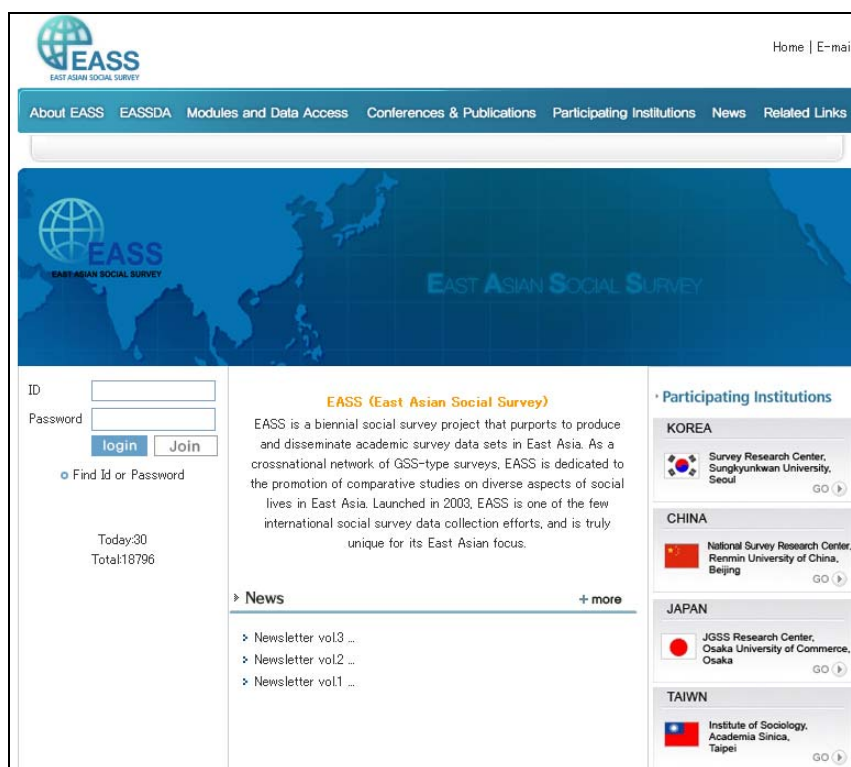 EASS
EAST ASIAN SOCIAL SURVEY
Home | E-mai
About EASS EASSDA Modules and Data Access Conferences & Publications Participating Institutions News Related Links
EASS
EAST ASIAN SOCIAL SURVEY
EAST ASIAN SOCIAL SURVEY
ID
Password
login Join
Find Id or Password
Today:30
Total:18796
EASS (East Asian Social Survey)
EASS is a biennial social survey project that purports to produce
and disseminate academic survey data sets in East Asia. As a
crossnational network of GSS-type surveys, EASS is dedicated to
the promotion of comparative studies on diverse aspects of social
lives in East Asia. Launched in 2003, EASS is one of the few
international social survey data collection efforts, and is truly
unique for its East Asian focus.
News + more
Newsletter vol.3 ...
Newsletter vol.2 ...
Newsletter vol.1 ...
Participating Institutions
KOREA
Survey Research Center,
Sungkyunkwan University,
Seoul
GO
CHINA
National Survey Research Center,
Renmin University of China,
Beijing
GO
JAPAN
JGSS Research Center,
Osaka University of Commerce,
Osaka
GO
TAIWN
Institute of Sociology,
Academia Sinica,
Taipei
GO